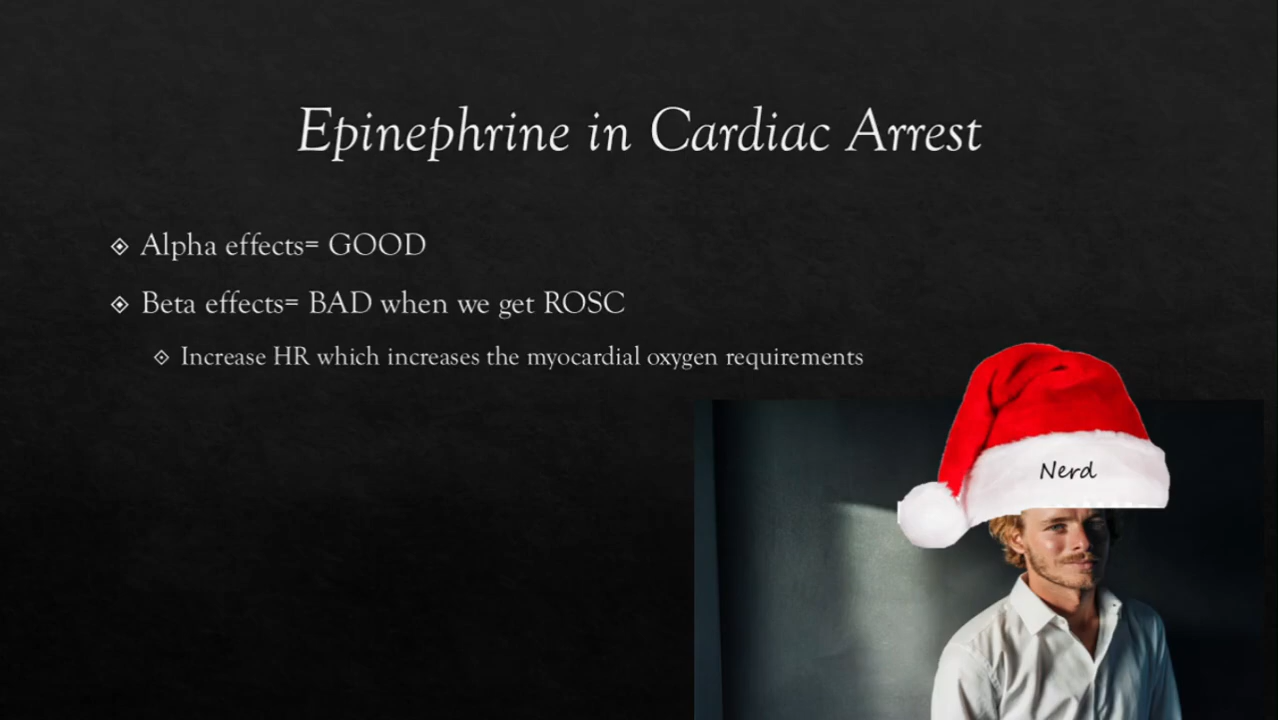 Epinephrine in Cardiac Arrest
Alpha effects= GOOD
Beta effects= BAD when we get ROSC
Increase HR which increases the myocardial oxygen requirements
Nerd